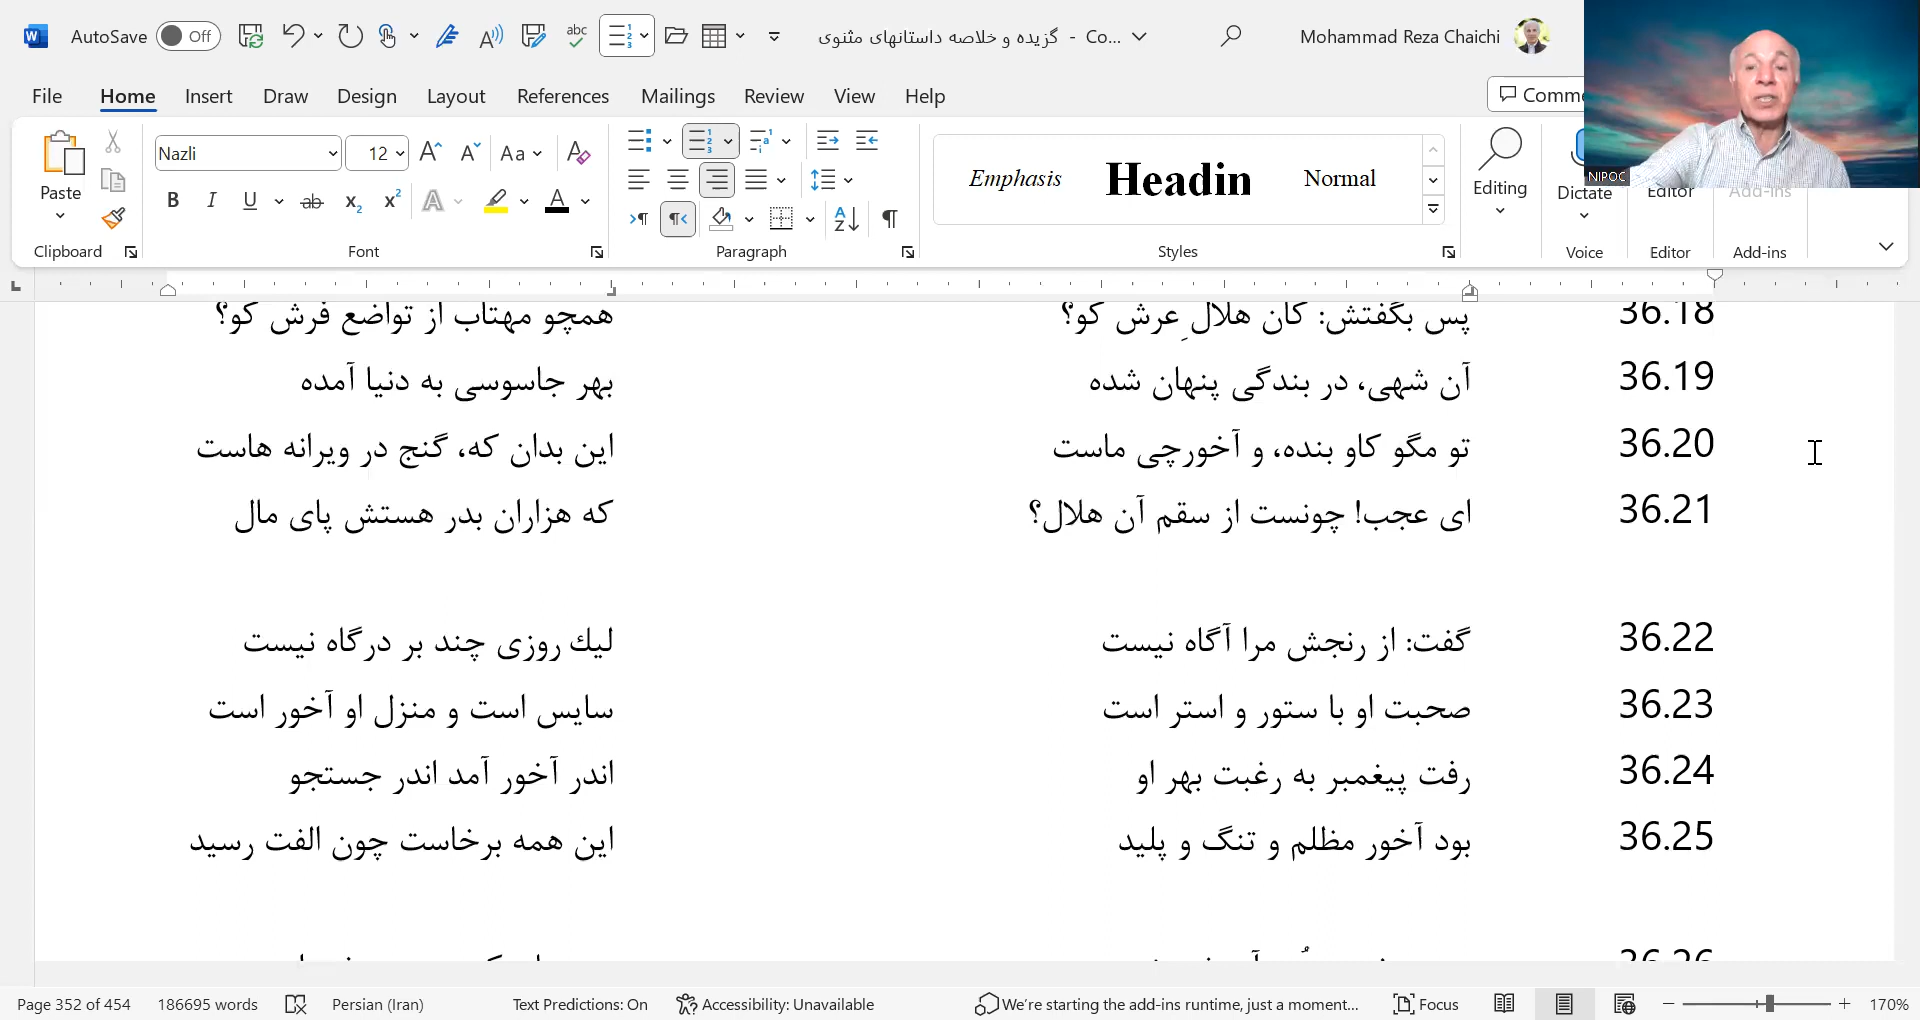 AutoSave Off گزیده و خلاصه داستانهای مثنوی - Co... Mohammad Reza Chaichi
File Home Insert Draw Design Layout References Mailings Review View Help Comme
NIPOC
Paste Nazli 12 Emphasis Headin Normal Editing Dictate Editor Add-ins
Clipboard Font Paragraph Styles Voice Editor Add-ins
36.18 پس بگفتش: کان هلالِ عرش کو؟ همچو مهتاب از تواضع فرش کو؟
36.19 آن شهی، در بندگی پنهان شده بهر جاسوسی به دنیا آمده
36.20 تو مگو کاو بنده، و آخورچی ماست این بدان که، گنج در ویرانه هاست
36.21 ای عجب! چونست از سقم آن هلال؟ که هزاران بدر هستش پای مال
36.22 گفت: از رنجش مرا آگاه نیست لیك روزی چند بر درگاه نیست
36.23 صحبت او با ستور و استر است سایس است و منزل او آخور است
36.24 رفت پیغمبر به رغبت بهر او اندر آخور آمد اندر جستجو
36.25 بود آخور مظلم و تنگ و پلید این همه برخاست چون الفت رسید
36.26
Page 352 of 454 186695 words Persian (Iran) Text Predictions: On Accessibility: Unavailable We're starting the add-ins runtime, just a moment... Focus 170%